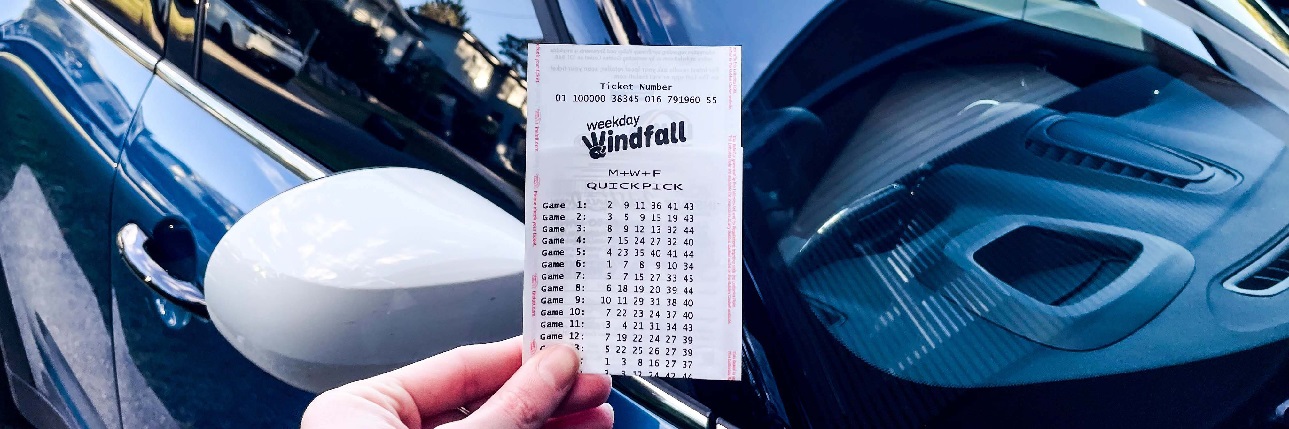 Ticket Number
01 100000 36345 016 791960 55
weekday
Windfall
M+W+F
QUICKPICK
Game 1: 2 9 11 36 41 43
Game 2: 3 5 9 15 19 43
Game 3: 8 9 12 13 32 44
Game 4: 7 15 24 27 32 40
Game 5: 4 23 35 40 41 44
Game 6: 1 7 8 9 10 34
Game 7: 5 7 15 27 33 45
Game 8: 6 18 19 20 39 44
Game 9: 10 11 29 31 38 40
Game 10: 7 22 23 24 37 40
Game 11: 3 4 21 31 34 43
Game 12: 7 19 22 24 27 39
3: 5 22 25 26 27 39
: 1 3 8 16 27 37